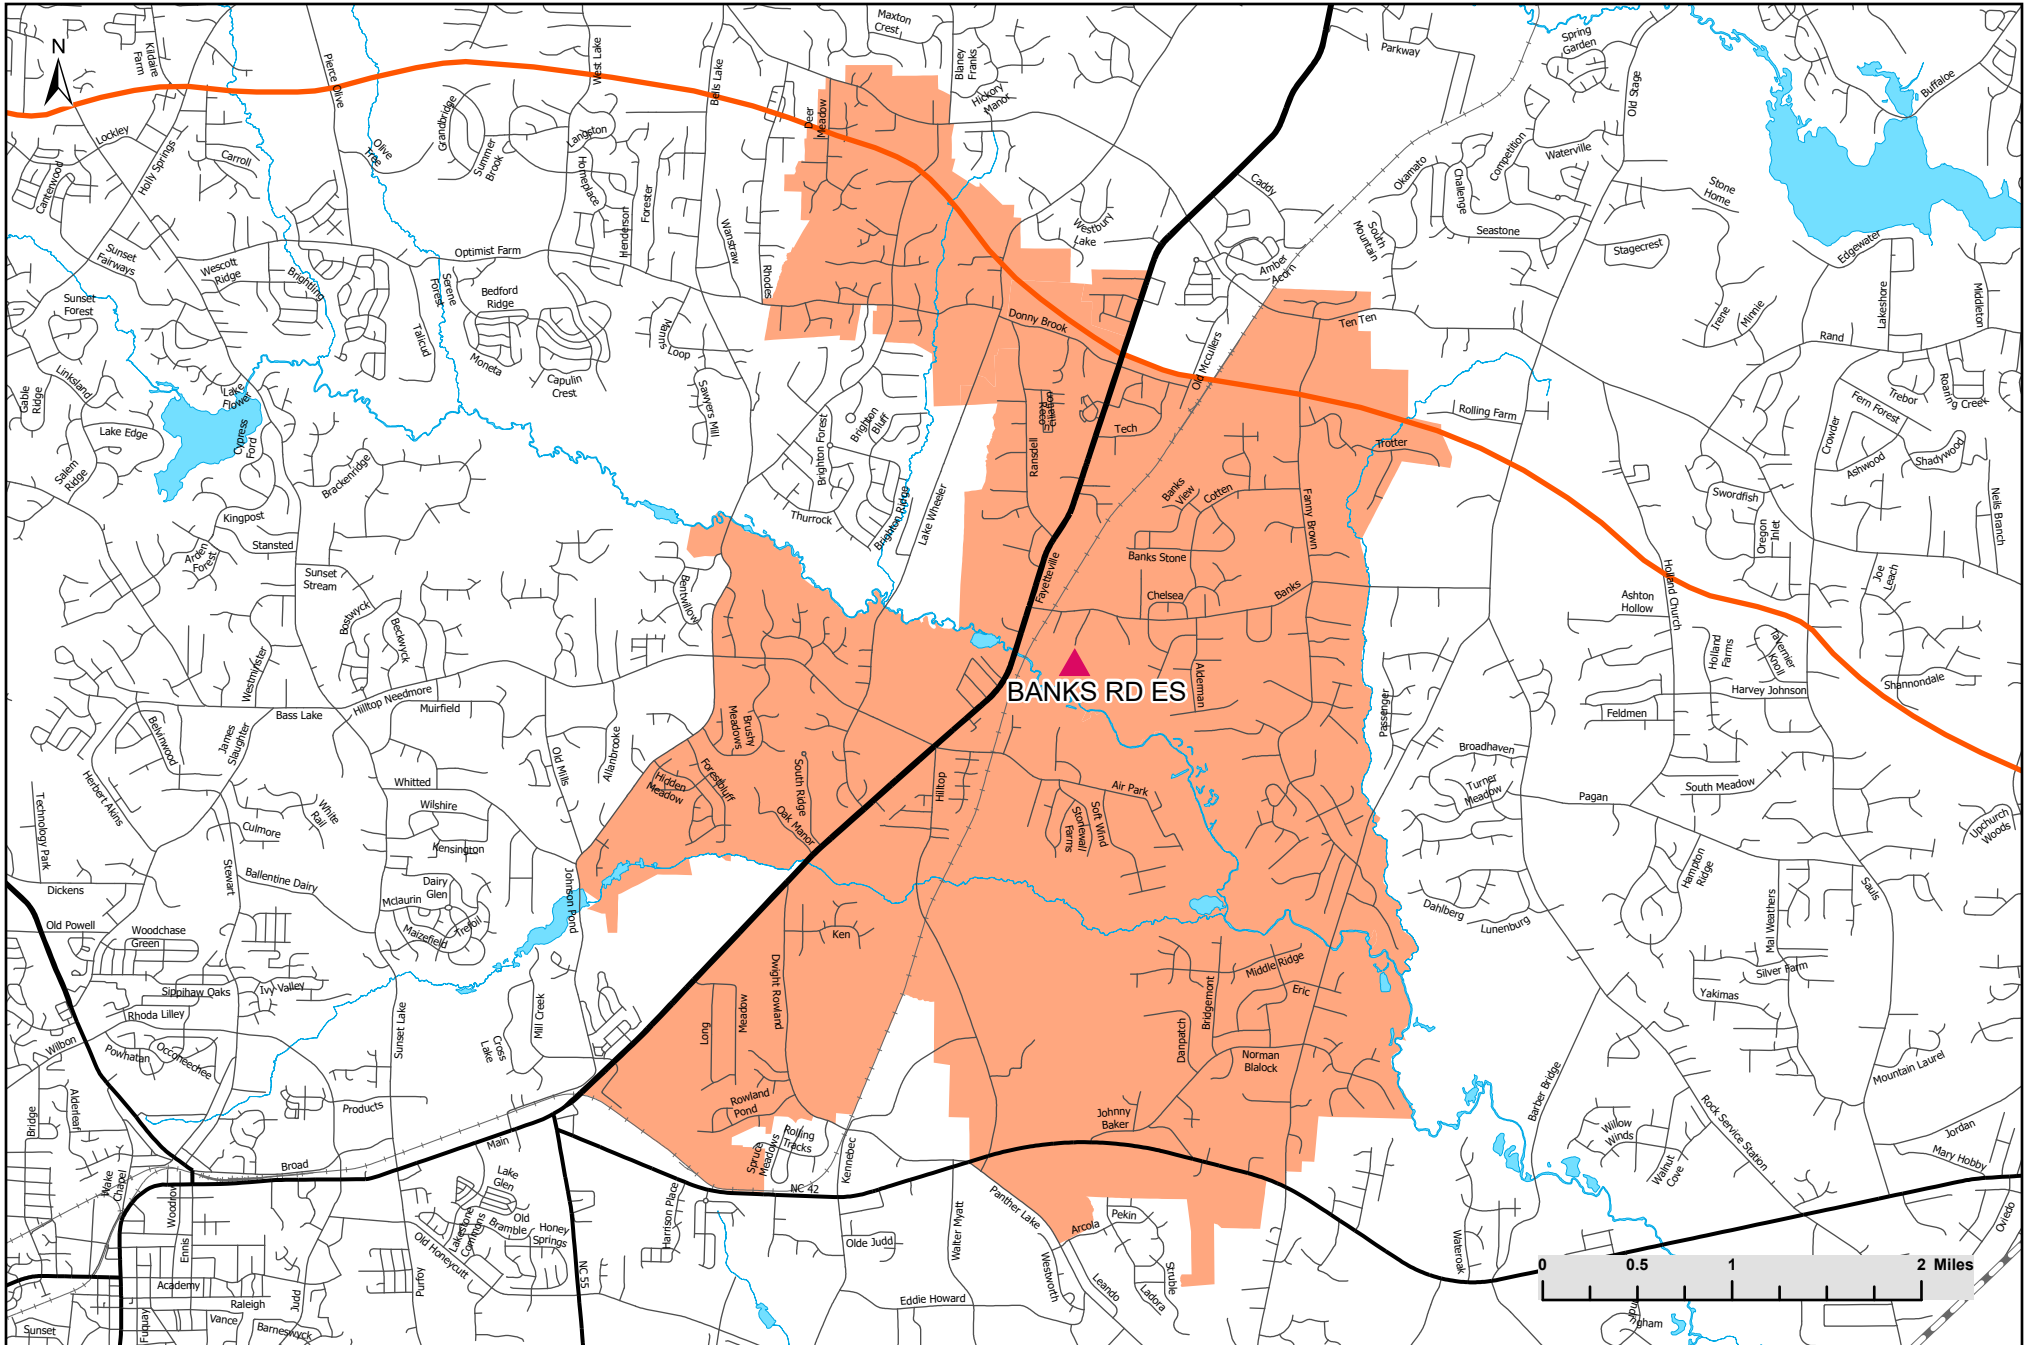 N
Kildaire
Farm
Pierce Olive
West Lake
Bells Lake
Maxton
Crest
Blaney
Franks
Hickory
Manor
Parkway
Spring
Garden
Old Stage
Buffaloe
Lockley
Holly Springs
Carroll
Canterwood
Olive
Tree
Grandbridge
Summer
Brook
Langston
Homeplace
Henderson
Forester
Deer
Meadow
Wanstraw
Rhodes
Westbury
Lake
Caddy
Okamato
Challenge
Competition
Waterville
Seastone
South
Mountain
Amber
Acorn
Stone
Home
Stagecrest
Edgewater
Lakeshore
Middleton
Irene
Minnie
Rand
Sunset
Fairways
Wescott
Ridge
Brightling
Optimist Farm
Serene
Forest
Bedford
Ridge
Talicud
Moneta
Capulin
Crest
Manns
Loop
Sawyers Mill
Sunset
Forest
Linksland
Gable
Ridge
Lake
Flower
Lake Edge
Cypress
Ford
Salem
Ridge
Brackenridge
Kingpost
Stansted
Arden
Forest
Sunset
Stream
Donny Brook
Ten Ten
Old Mcullers
Ransdell
Tech
Brighton Forest
Brighton
Bluff
Thurrock
Brighton Ridge
Lake Wheeler
Banks
View
Cotten
Fanny Brown
Trotter
Rolling Farm
Banks Stone
Chelsea
Banks
Fayetteville
Alderman
Trebor
Roaring Creek
Fern Forest
Crowder
Ashwood
Shadywood
Swordfish
Oregon
Inlet
Neils Branch
Joe
Leach
Holland Church
Ashton
Hollow
Holland
Farms
Tavernier
Knoll
Harvey Johnson
Feldmen
Shannondale
Passenger
Broadhaven
Turner
Meadow
Pagan
South Meadow
Upchurch
Woods
Hampton
Ridge
Sauls
Mal Weathers
Silver Farm
Yakimas
Mountain Laurel
Dahlberg
Lunenburg
Bostwyck
Beckwyck
Westminster
Hilltop Needmore
Bass Lake
Muirfield
Bentwillow
BANKS RD ES
Belvinwood
James
Slaughter
Herbert Akins
Technology Park
Whitted
Wilshire
Kensington
White
Rail
Culmore
Stewart
Ballentine Dairy
Dairy
Glen
Mclaurin
Maizefield
Trefoil
Old Mills
Allanbrooke
Johnson Pond
Brushy
Meadows
Hidden
Meadow
Forestbluff
South Ridge
Oak Manor
Hilltop
Air Park
Soft Wind
Stonewall
Farms
Dickens
Old Powell
Woodchase
Green
Sippihaw Oaks
Ivy Valley
Rhoda Lilley
Wilbon
Powhatan
Occoneechee
Sunset Lake
Mill Creek
Cross
Lake
Ken
Dwight Rowland
Long
Meadow
Rowland
Pond
Spruce
Meadows
Rolling
Tracks
Kennebec
Middle Ridge
Eric
Bridgemont
Danpatch
Norman
Blalock
Johnny
Baker
Barber Bridge
Willow
Winds
Walnut
Cove
Rock Service Station
Jordan
Mary Hobby
Oviedo
Bridge
Alderleaf
Wake
Chapel
Products
Broad
Main
Woodrow
Ennis
Lake
Glen
Lakestone
Commons
Old
Bramble
Honey
Springs
Old Honeycutt
Purfoy
NC 55
Harrison Place
NC 42
Olde Judd
Walter Myatt
Eddie Howard
Panther Lake
Arcola
Pekin
Westworth
Leando
Ladora
Struble
Wateroak
Academy
Raleigh
Judd
Vance
Barneswyck
Fuquay
Sunset
0 0.5 1 2 Miles